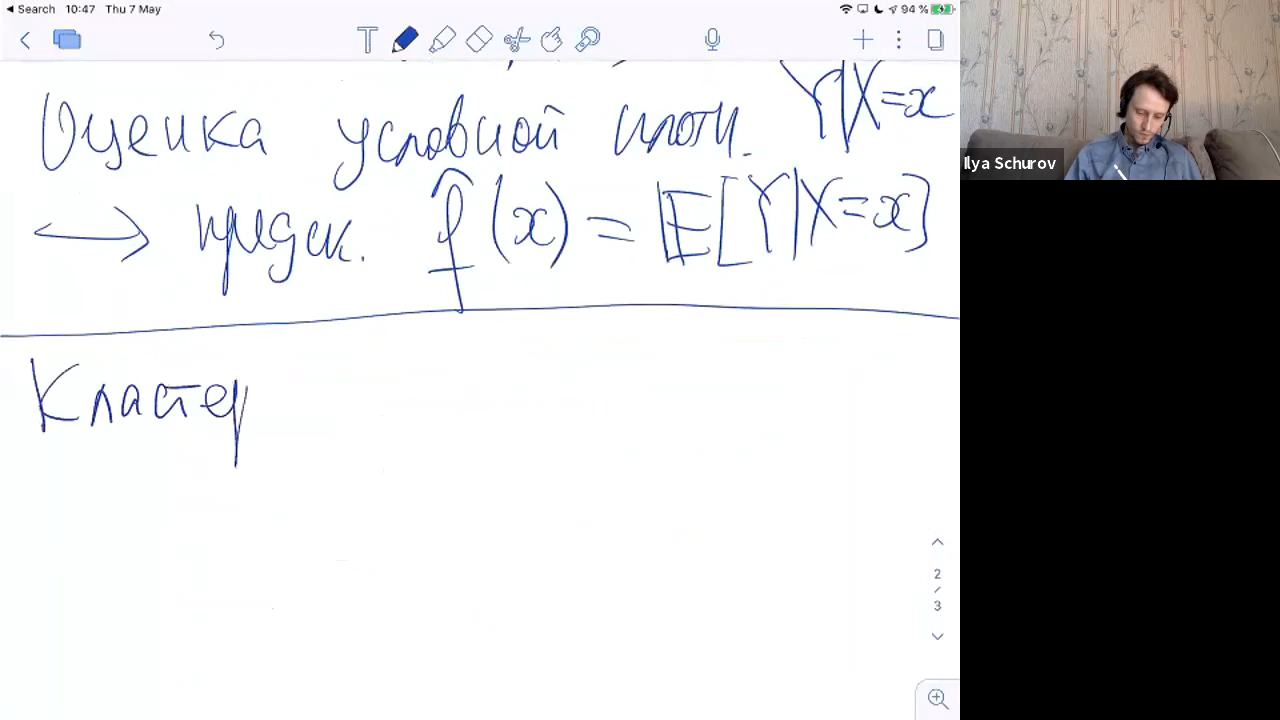 Search 10:47 Thu 7 May 94 %
Ilya Schurov
Оценка условной плотн. Y|X=x
→ предск. f̂(x) = 𝔼[Y|X=x]
Кластер
2
/
3